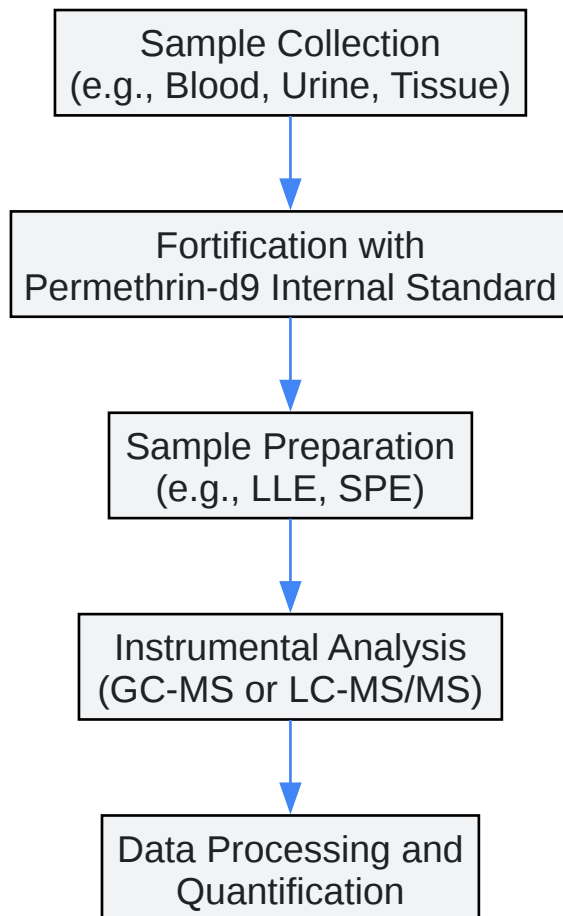 Sample Collection
(e.g., Blood, Urine, Tissue)
Fortification with
Permethrin-d9 Internal Standard
Sample Preparation
(e.g., LLE, SPE)
Instrumental Analysis
(GC-MS or LC-MS/MS)
Data Processing and
Quantification